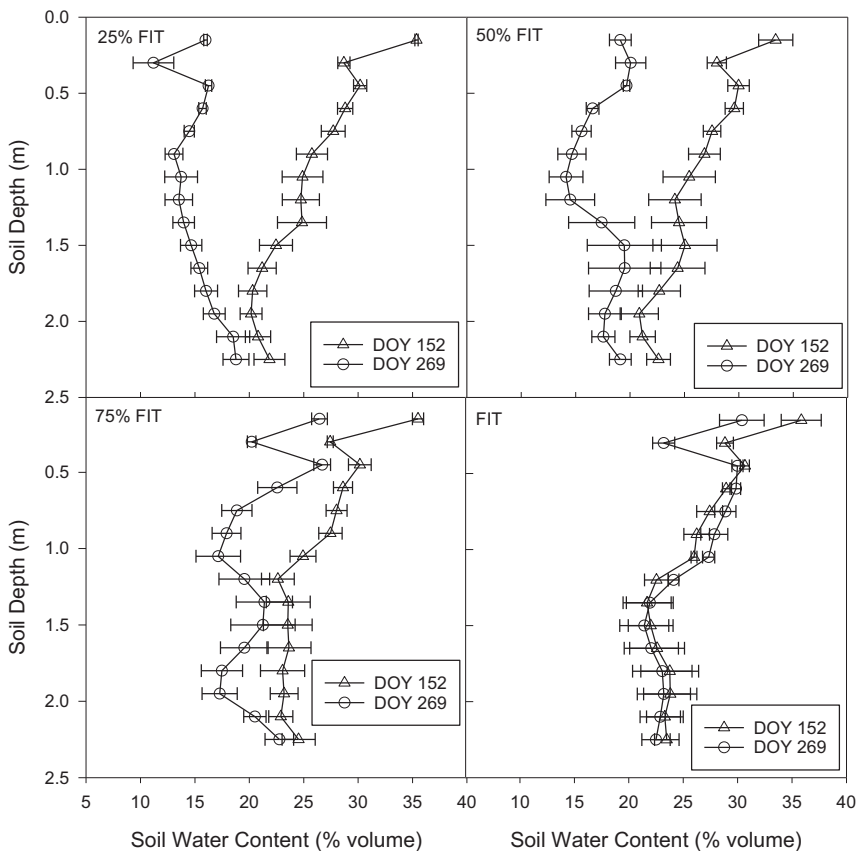 0.0
25% FIT
50% FIT
0.5
1.0
Soil Depth (m)
1.5
2.0
DOY 152
DOY 269
DOY 152
DOY 269
2.5
75% FIT
FIT
0.5
1.0
Soil Depth (m)
1.5
DOY 152
DOY 269
2.0
DOY 152
DOY 269
2.5
5 10 15 20 25 30 35 40 10 15 20 25 30 35 40
Soil Water Content (% volume) Soil Water Content (% volume)